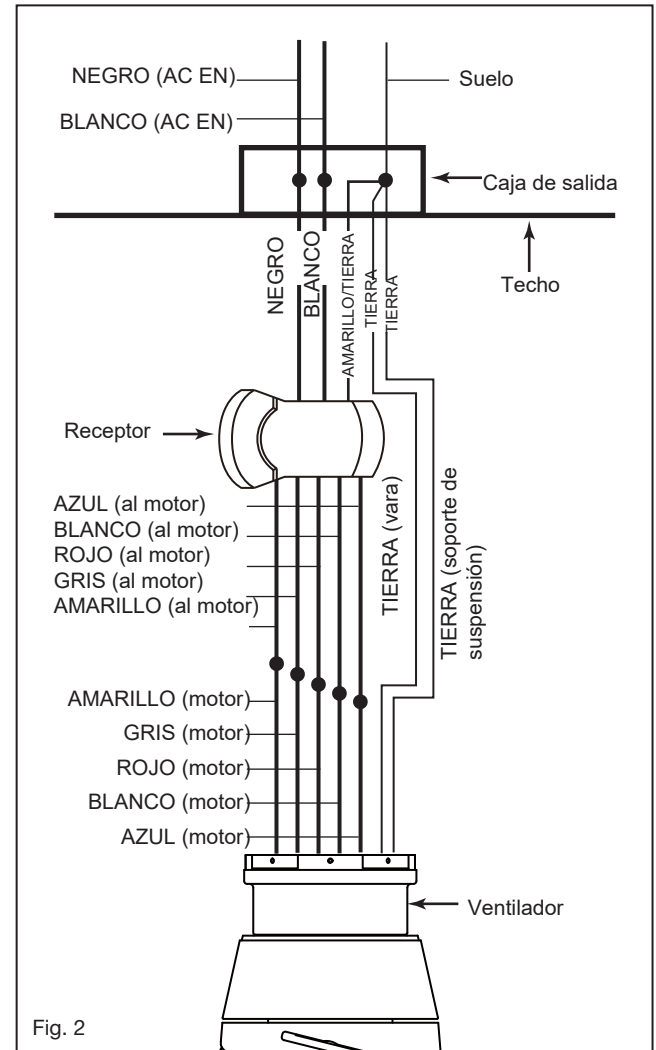 NEGRO (AC EN)
Suelo
BLANCO (AC EN)
Caja de salida
Techo
NEGRO
BLANCO
AMARILLO/TIERRA
TIERRA
TIERRA
Receptor
AZUL (al motor)
BLANCO (al motor)
ROJO (al motor)
GRIS (al motor)
AMARILLO (al motor)
TIERRA (vara)
TIERRA (soporte de
suspensión)
AMARILLO (motor)
GRIS (motor)
ROJO (motor)
BLANCO (motor)
AZUL (motor)
Ventilador
Fig. 2